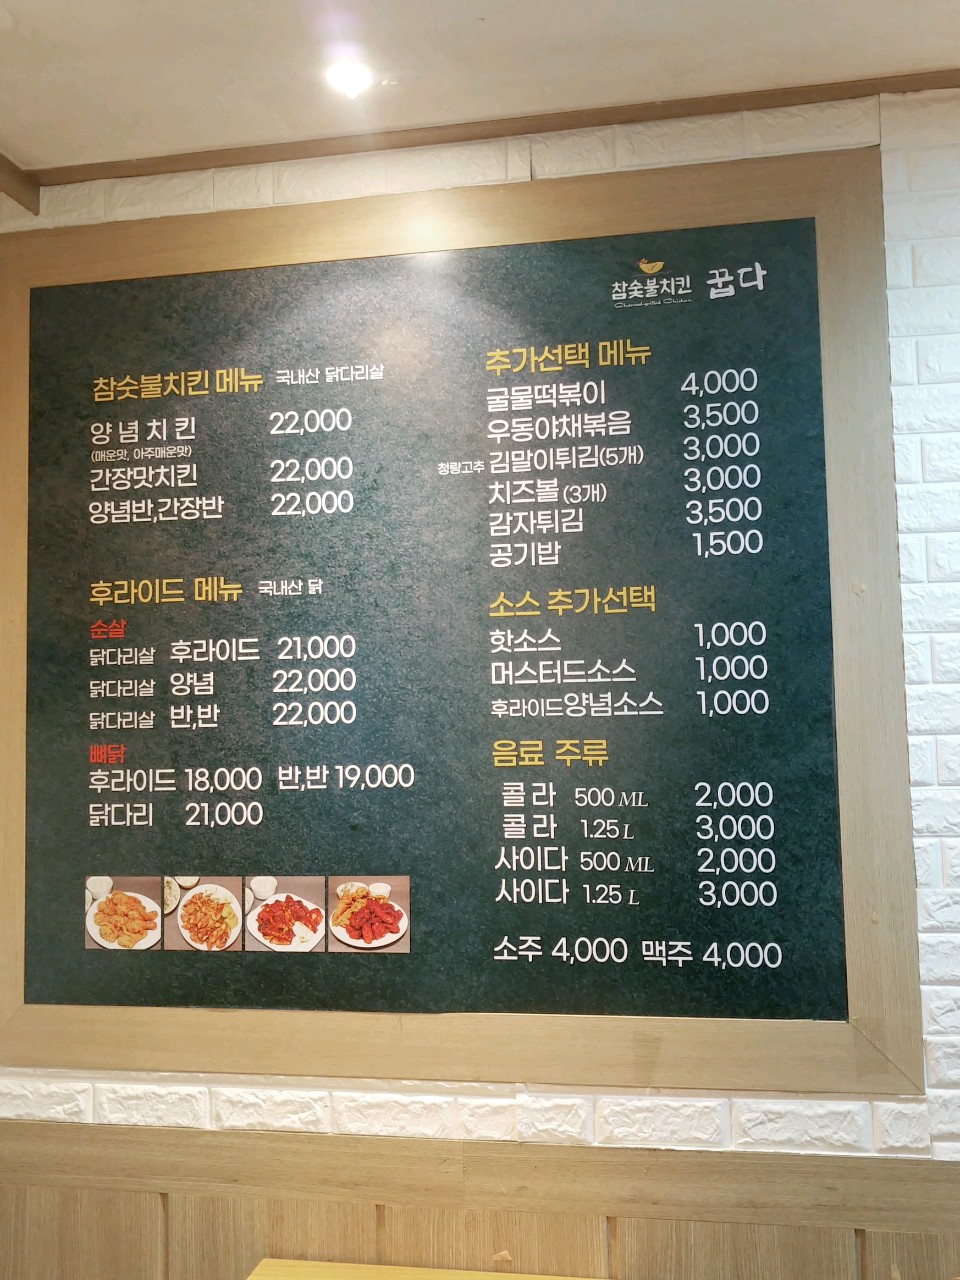 참숯불치킨 꿉다
Charcoal-grilled Chicken
참숯불치킨 메뉴 국내산 닭다리살
양념치킨 22,000
(매운맛, 아주매운맛)
간장맛치킨 22,000
양념반,간장반 22,000
후라이드 메뉴 국내산 닭
순살
닭다리살 후라이드 21,000
닭다리살 양념 22,000
닭다리살 반,반 22,000
뼈닭
후라이드 18,000 반,반 19,000
닭다리 21,000
추가선택 메뉴
굴물떡볶이 4,000
우동야채볶음 3,500
청량고추 김말이튀김(5개) 3,000
치즈볼 (3개) 3,000
감자튀김 3,500
공기밥 1,500
소스 추가선택
핫소스 1,000
머스터드소스 1,000
후라이드양념소스 1,000
음료 주류
콜라 500 ML 2,000
콜라 1.25 L 3,000
사이다 500 ML 2,000
사이다 1.25 L 3,000
소주 4,000 맥주 4,000